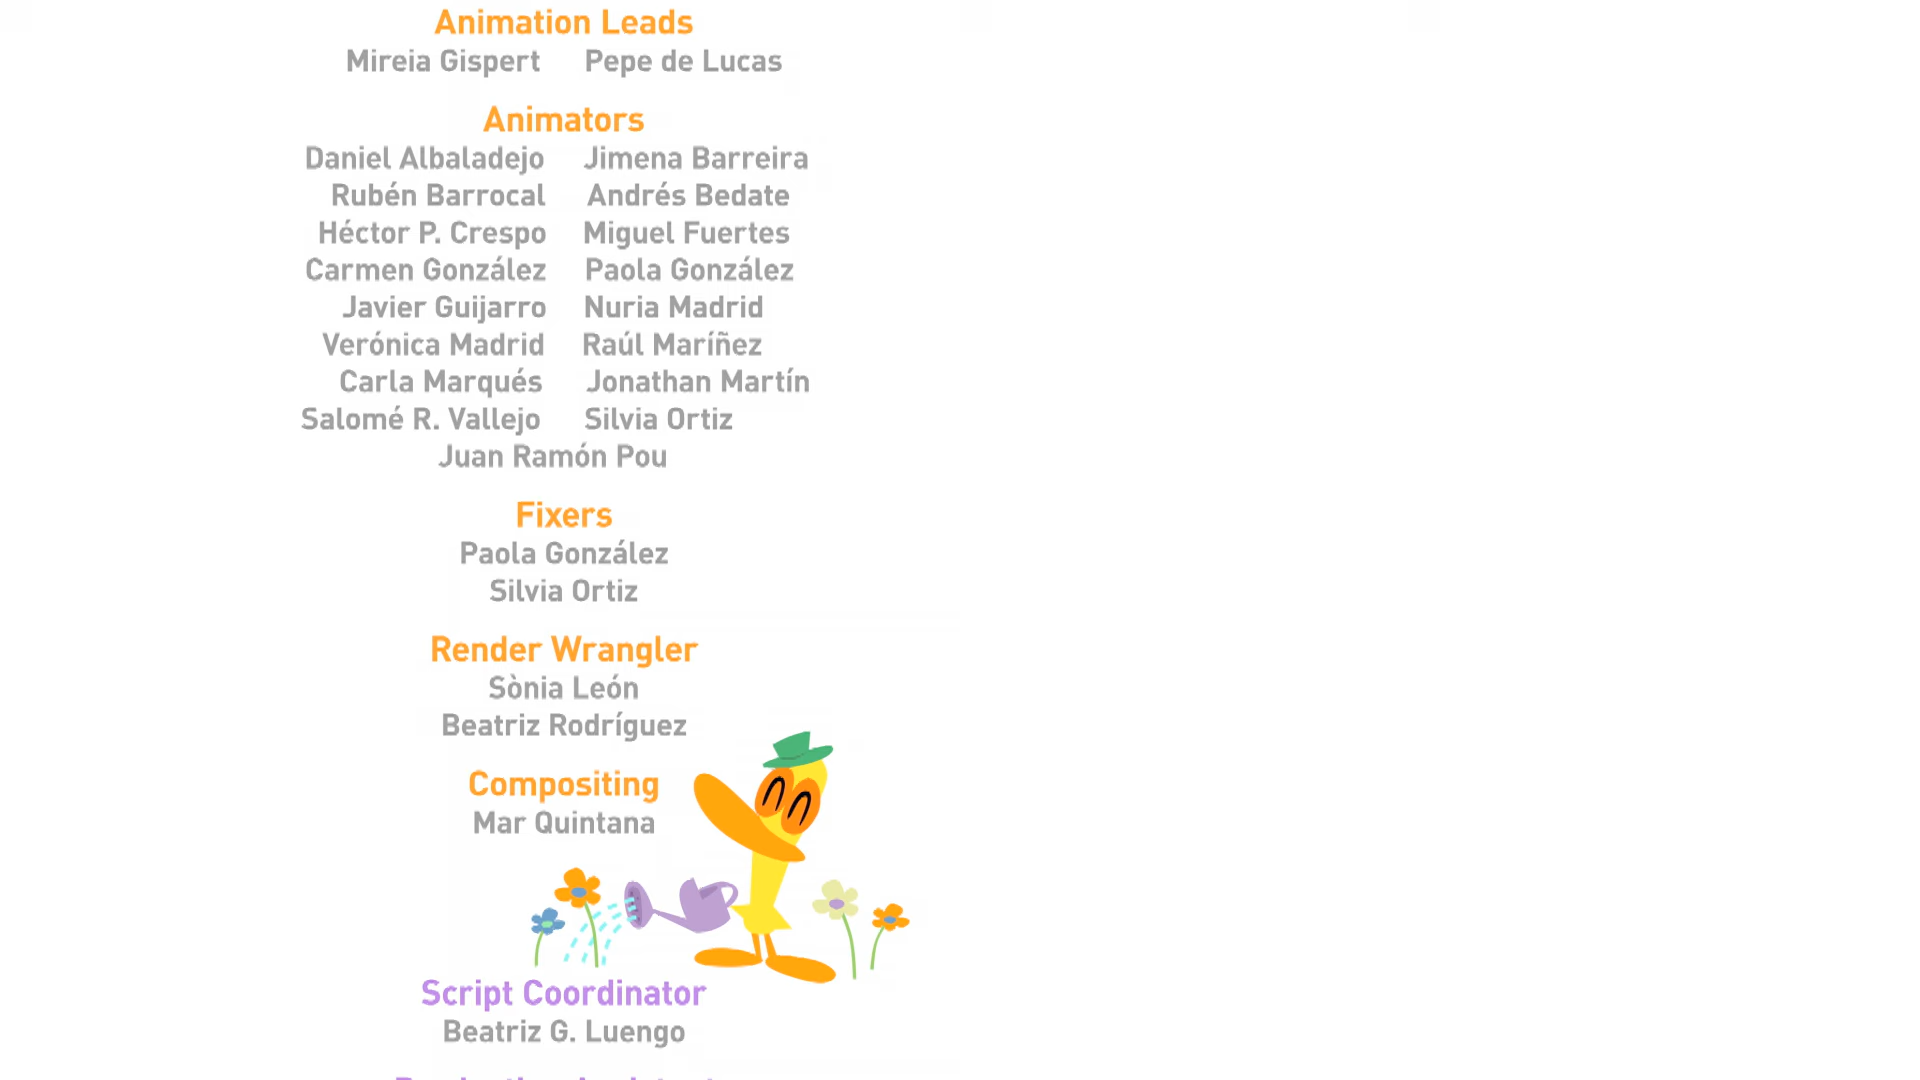 Animation Leads
Mireia Gispert Pepe de Lucas
Animators
Daniel Albaladejo Jimena Barreira
Rubén Barrocal Andrés Bedate
Héctor P. Crespo Miguel Fuertes
Carmen González Paola González
Javier Guijarro Nuria Madrid
Verónica Madrid Raúl Maríñez
Carla Marqués Jonathan Martín
Salomé R. Vallejo Silvia Ortiz
Juan Ramón Pou
Fixers
Paola González
Silvia Ortiz
Render Wrangler
Sònia León
Beatriz Rodríguez
Compositing
Mar Quintana
Script Coordinator
Beatriz G. Luengo